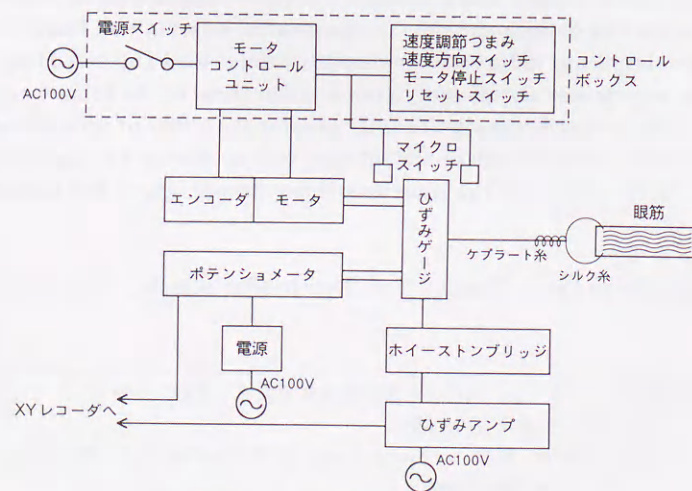 電源スイッチ
AC100V
モータ
コントロール
ユニット
速度調節つまみ
速度方向スイッチ
モータ停止スイッチ
リセットスイッチ
コントロール
ボックス
マイクロ
スイッチ
エンコーダ
モータ
ひずみゲージ
眼筋
ケブラート糸
シルク糸
ポテンショメータ
電源
AC100V
ホイーストンブリッジ
XYレコーダへ
ひずみアンプ
AC100V